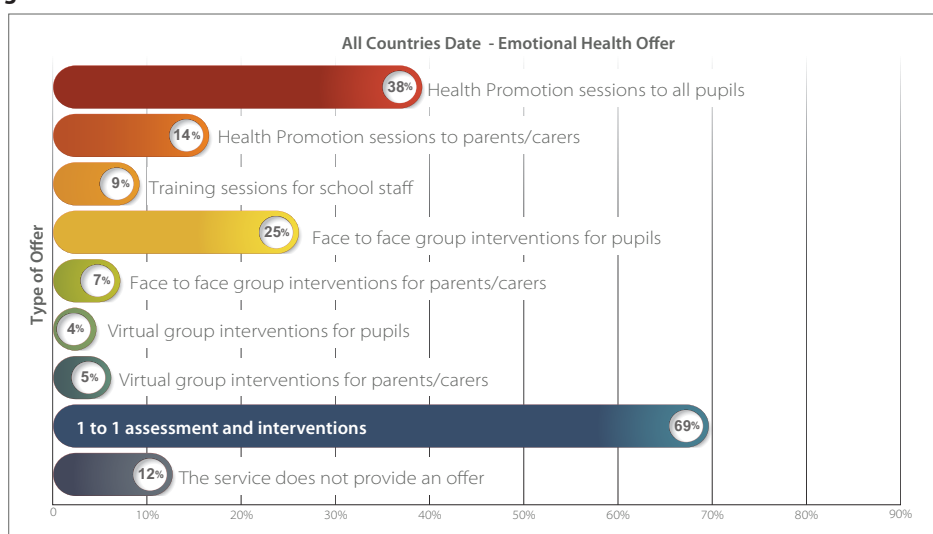 All Countries Date - Emotional Health Offer
Type of Offer
38% Health Promotion sessions to all pupils
14% Health Promotion sessions to parents/carers
9% Training sessions for school staff
25% Face to face group interventions for pupils
7% Face to face group interventions for parents/carers
4% Virtual group interventions for pupils
5% Virtual group interventions for parents/carers
1 to 1 assessment and interventions 69%
12% The service does not provide an offer
0 10% 20% 30% 40% 50% 60% 70% 80% 90%